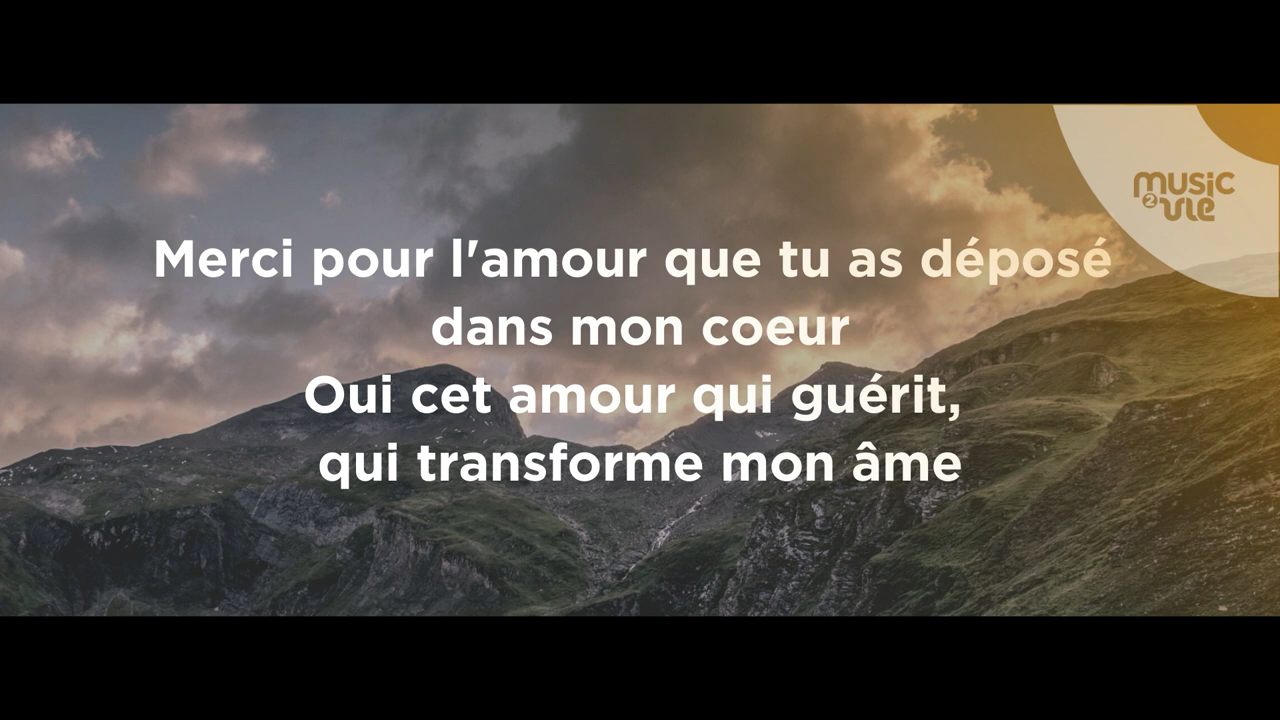 music
2 vie
Merci pour l'amour que tu as déposé
dans mon coeur
Oui cet amour qui guérit,
qui transforme mon âme